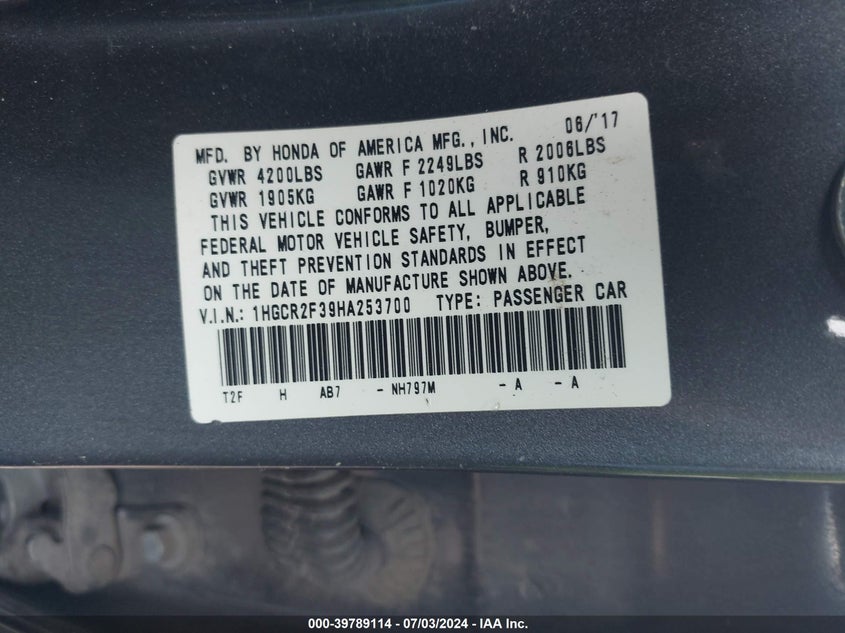 MFD. BY HONDA OF AMERICA MFG., INC. 06/'17
GVWR 4200LBS GAWR F 2249LBS R 2006LBS
GVWR 1905KG GAWR F 1020KG R 910KG
THIS VEHICLE CONFORMS TO ALL APPLICABLE
FEDERAL MOTOR VEHICLE SAFETY, BUMPER,
AND THEFT PREVENTION STANDARDS IN EFFECT
ON THE DATE OF MANUFACTURE SHOWN ABOVE.
V.I.N.: 1HGCR2F39HA253700 TYPE: PASSENGER CAR
T2F H AB7 - NH797M - A - A
000-39789114 - 07/03/2024 - IAA Inc.